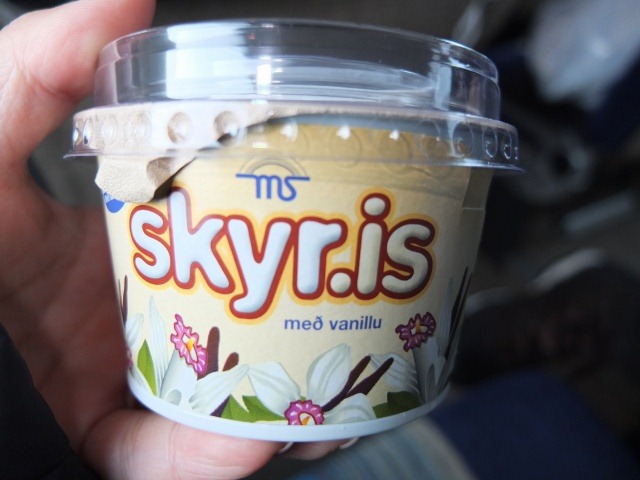 ms
skyr.is
með vanillu